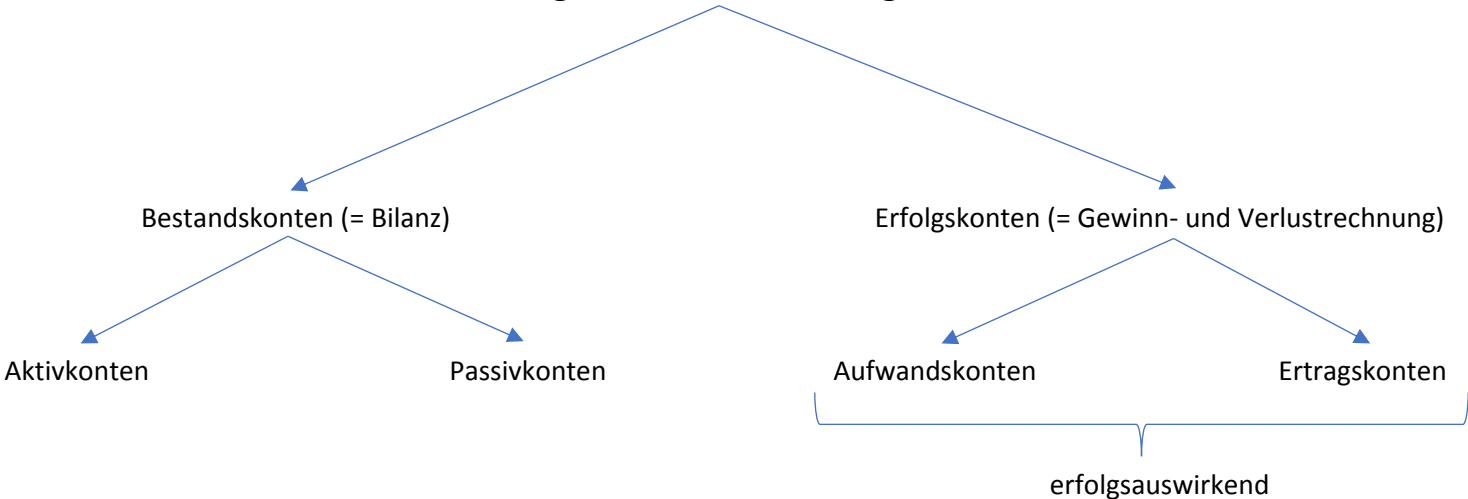 Bestandskonten (= Bilanz)
Erfolgskonten (= Gewinn- und Verlustrechnung)
Aktivkonten
Passivkonten
Aufwandskonten
Ertragskonten
erfolgsauswirkend